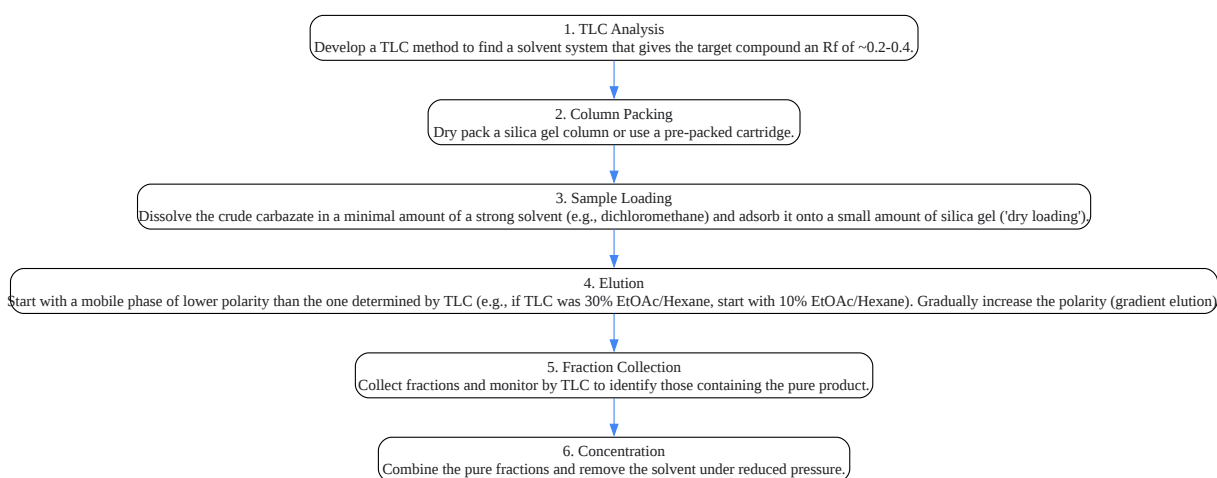 1. TLC Analysis
Develop a TLC method to find a solvent system that gives the target compound an Rf of ~0.2-0.4.
2. Column Packing
Dry pack a silica gel column or use a pre-packed cartridge.
3. Sample Loading
Dissolve the crude carbazate in a minimal amount of a strong solvent (e.g., dichloromethane) and adsorb it onto a small amount of silica gel ('dry loading').
4. Elution
Start with a mobile phase of lower polarity than the one determined by TLC (e.g., if TLC was 30% EtOAc/Hexane, start with 10% EtOAc/Hexane). Gradually increase the polarity (gradient elution)
5. Fraction Collection
Collect fractions and monitor by TLC to identify those containing the pure product.
6. Concentration
Combine the pure fractions and remove the solvent under reduced pressure.